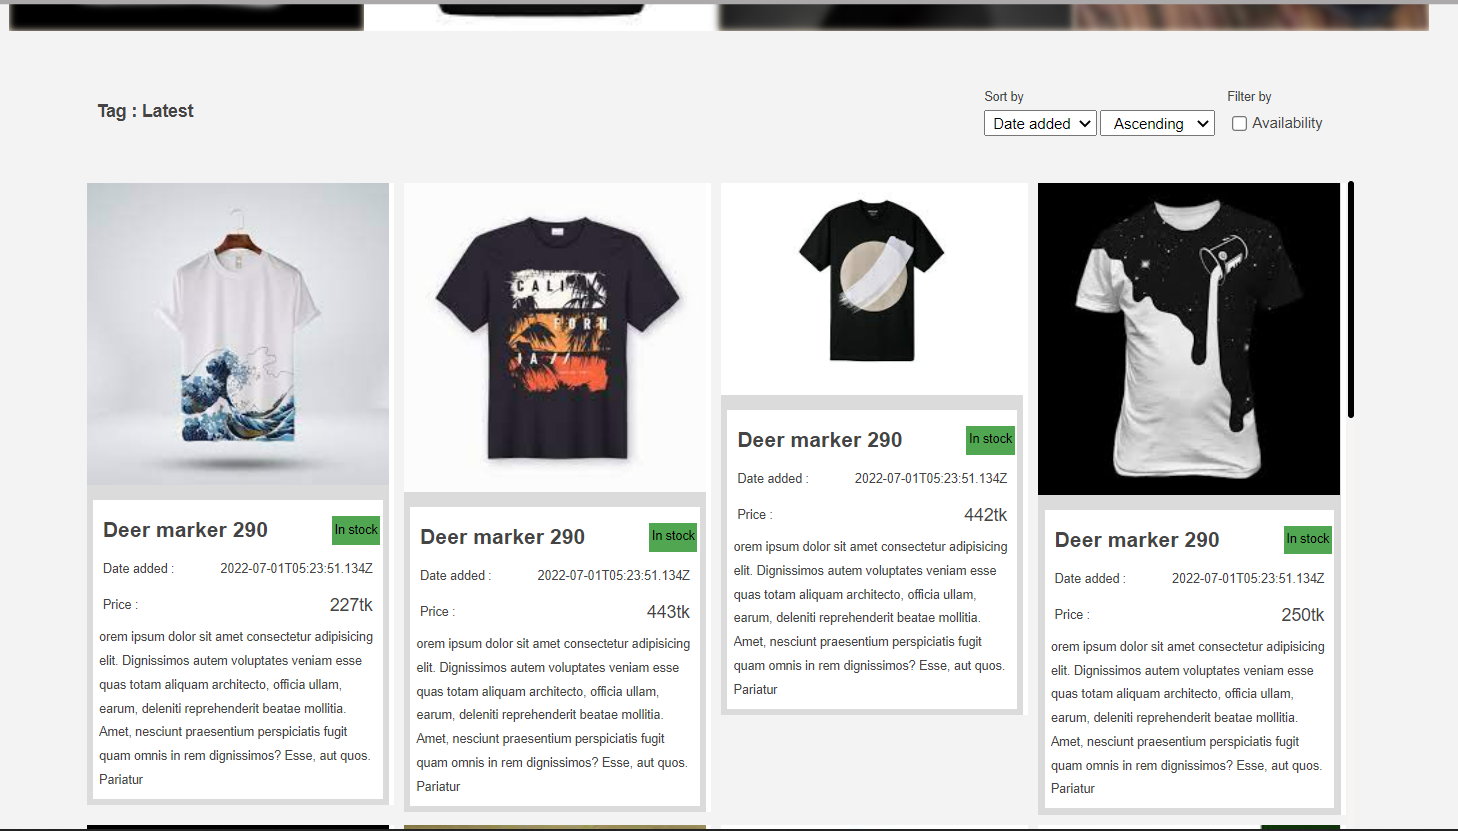 Tag : Latest
Sort by
Filter by
Date added
Ascending
Availability
CALI
FORN
Deer marker 290
In stock
Date added :
2022-07-01T05:23:51.134Z
Price :
227tk
orem ipsum dolor sit amet consectetur adipisicing
elit. Dignissimos autem voluptates veniam esse
quas totam aliquam architecto, officia ullam,
earum, deleniti reprehenderit beatae mollitia.
Amet, nesciunt praesentium perspiciatis fugit
quam omnis in rem dignissimos? Esse, aut quos.
Pariatur
Deer marker 290
In stock
Date added :
2022-07-01T05:23:51.134Z
Price :
443tk
orem ipsum dolor sit amet consectetur adipisicing
elit. Dignissimos autem voluptates veniam esse
quas totam aliquam architecto, officia ullam,
earum, deleniti reprehenderit beatae mollitia.
Amet, nesciunt praesentium perspiciatis fugit
quam omnis in rem dignissimos? Esse, aut quos.
Pariatur
Deer marker 290
In stock
Date added :
2022-07-01T05:23:51.134Z
Price :
442tk
orem ipsum dolor sit amet consectetur adipisicing
elit. Dignissimos autem voluptates veniam esse
quas totam aliquam architecto, officia ullam,
earum, deleniti reprehenderit beatae mollitia.
Amet, nesciunt praesentium perspiciatis fugit
quam omnis in rem dignissimos? Esse, aut quos.
Pariatur
Deer marker 290
In stock
Date added :
2022-07-01T05:23:51.134Z
Price :
250tk
orem ipsum dolor sit amet consectetur adipisicing
elit. Dignissimos autem voluptates veniam esse
quas totam aliquam architecto, officia ullam,
earum, deleniti reprehenderit beatae mollitia.
Amet, nesciunt praesentium perspiciatis fugit
quam omnis in rem dignissimos? Esse, aut quos.
Pariatur